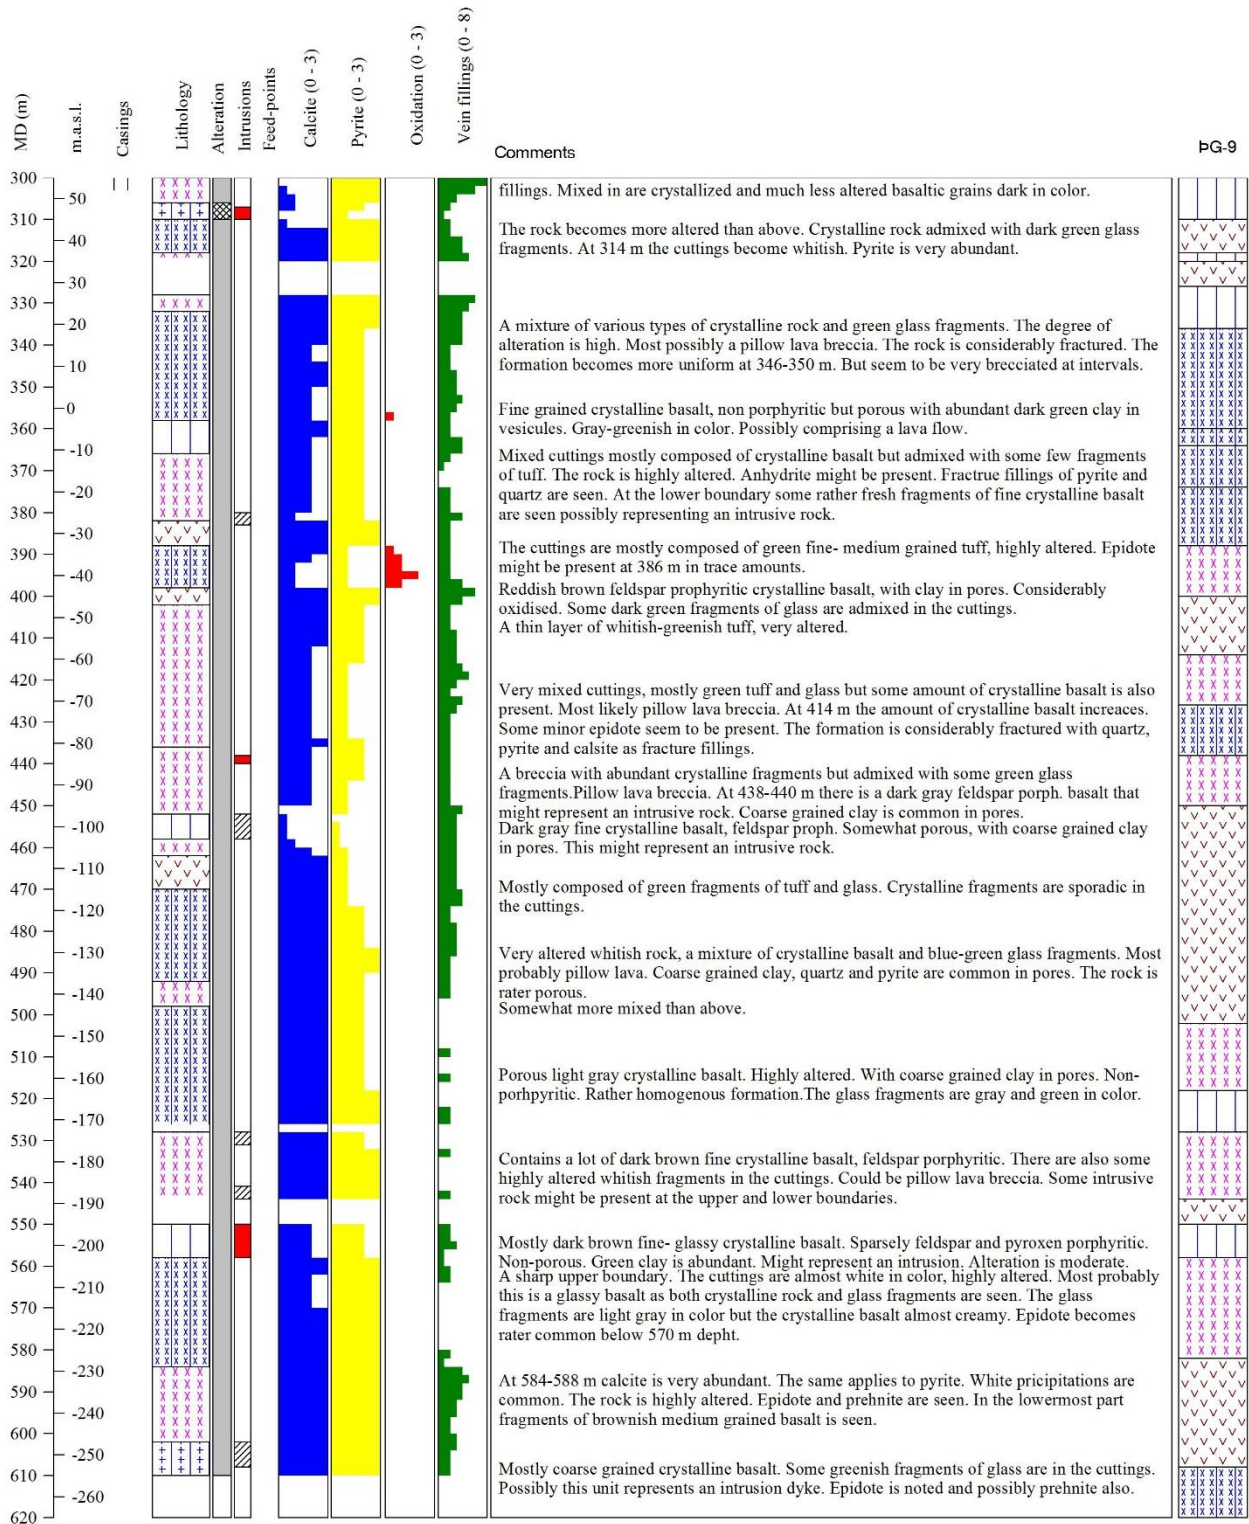 MD (m)
m.a.s.l.
Casings
Lithology
Alteration
Intrusions
Feed-points
Calcite (0 - 3)
Pyrite (0 - 3)
Oxidation (0 - 3)
Vein fillings (0 - 8)
Comments
ÞG-9
300
310
320
330
340
350
360
370
380
390
400
410
420
430
440
450
460
470
480
490
500
510
520
530
540
550
560
570
580
590
600
610
620
50
40
30
20
10
0
-10
-20
-30
-40
-50
-60
-70
-80
-90
-100
-110
-120
-130
-140
-150
-160
-170
-180
-190
-200
-210
-220
-230
-240
-250
-260
fillings. Mixed in are crystallized and much less altered basaltic grains dark in color.
The rock becomes more altered than above. Crystalline rock admixed with dark green glass
fragments. At 314 m the cuttings become whitish. Pyrite is very abundant.
A mixture of various types of crystalline rock and green glass fragments. The degree of
alteration is high. Most possibly a pillow lava breccia. The rock is considerably fractured. The
formation becomes more uniform at 346-350 m. But seem to be very brecciated at intervals.
Fine grained crystalline basalt, non porphyritic but porous with abundant dark green clay in
vesicules. Gray-greenish in color. Possibly comprising a lava flow.
Mixed cuttings mostly composed of crystalline basalt but admixed with some few fragments
of tuff. The rock is highly altered. Anhydrite might be present. Fractrue fillings of pyrite and
quartz are seen. At the lower boundary some rather fresh fragments of fine crystalline basalt
are seen possibly representing an intrusive rock.
The cuttings are mostly composed of green fine- medium grained tuff, highly altered. Epidote
might be present at 386 m in trace amounts.
Reddish brown feldspar prophyritic crystalline basalt, with clay in pores. Considerably
oxidised. Some dark green fragments of glass are admixed in the cuttings.
A thin layer of whitish-greenish tuff, very altered.
Very mixed cuttings, mostly green tuff and glass but some amount of crystalline basalt is also
present. Most likely pillow lava breccia. At 414 m the amount of crystalline basalt increaces.
Some minor epidote seem to be present. The formation is considerably fractured with quartz,
pyrite and calsite as fracture fillings.
A breccia with abundant crystalline fragments but admixed with some green glass
fragments.Pillow lava breccia. At 438-440 m there is a dark gray feldspar porph. basalt that
might represent an intrusive rock. Coarse grained clay is common in pores.
Dark gray fine crystalline basalt, feldspar proph. Somewhat porous, with coarse grained clay
in pores. This might represent an intrusive rock.
Mostly composed of green fragments of tuff and glass. Crystalline fragments are sporadic in
the cuttings.
Very altered whitish rock, a mixture of crystalline basalt and blue-green glass fragments. Most
probably pillow lava. Coarse grained clay, quartz and pyrite are common in pores. The rock is
rater porous.
Somewhat more mixed than above.
Porous light gray crystalline basalt. Highly altered. With coarse grained clay in pores. Non-
porhpyritic. Rather homogenous formation.The glass fragments are gray and green in color.
Contains a lot of dark brown fine crystalline basalt, feldspar porphyritic. There are also some
highly altered whitish fragments in the cuttings. Could be pillow lava breccia. Some intrusive
rock might be present at the upper and lower boundaries.
Mostly dark brown fine- glassy crystalline basalt. Sparsely feldspar and pyroxen porphyritic.
Non-porous. Green clay is abundant. Might represent an intrusion. Alteration is moderate.
A sharp upper boundary. The cuttings are almost white in color, highly altered. Most probably
this is a glassy basalt as both crystalline rock and glass fragments are seen. The glass
fragments are light gray in color but the crystalline basalt almost creamy. Epidote becomes
rater common below 570 m depht.
At 584-588 m calcite is very abundant. The same applies to pyrite. White pricipitations are
common. The rock is highly altered. Epidote and prehnite are seen. In the lowermost part
fragments of brownish medium grained basalt is seen.
Mostly coarse grained crystalline basalt. Some greenish fragments of glass are in the cuttings.
Possibly this unit represents an intrusion dyke. Epidote is noted and possibly prehnite also.